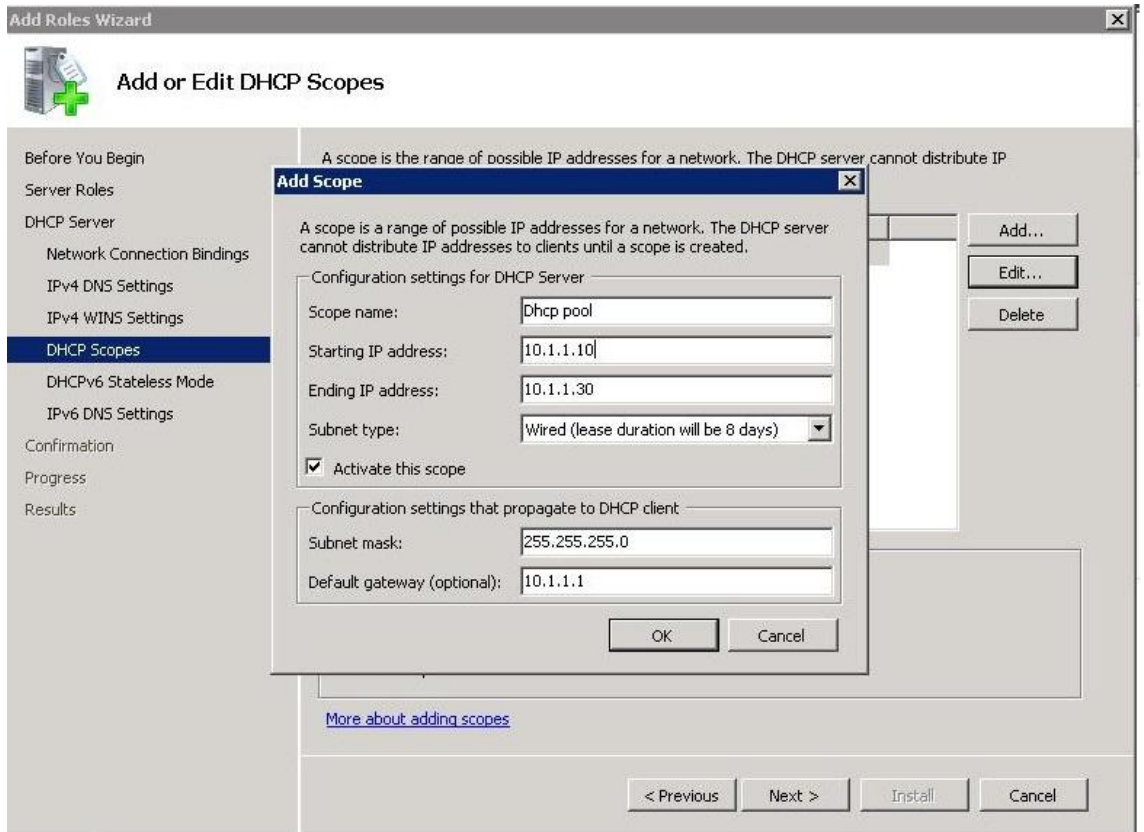 Add Roles Wizard
Add or Edit DHCP Scopes
Before You Begin
Server Roles
DHCP Server
Network Connection Bindings
IPv4 DNS Settings
IPv4 WINS Settings
DHCP Scopes
DHCPv6 Stateless Mode
IPv6 DNS Settings
Confirmation
Progress
Results
A scope is the range of possible IP addresses for a network. The DHCP server cannot distribute IP
Add...
Edit...
Delete
Add Scope
A scope is a range of possible IP addresses for a network. The DHCP server
cannot distribute IP addresses to clients until a scope is created.
Configuration settings for DHCP Server
Scope name: Dhcp pool
Starting IP address: 10.1.1.10
Ending IP address: 10.1.1.30
Subnet type: Wired (lease duration will be 8 days)
Activate this scope
Configuration settings that propagate to DHCP client
Subnet mask: 255.255.255.0
Default gateway (optional): 10.1.1.1
OK Cancel
More about adding scopes
< Previous Next > Install Cancel